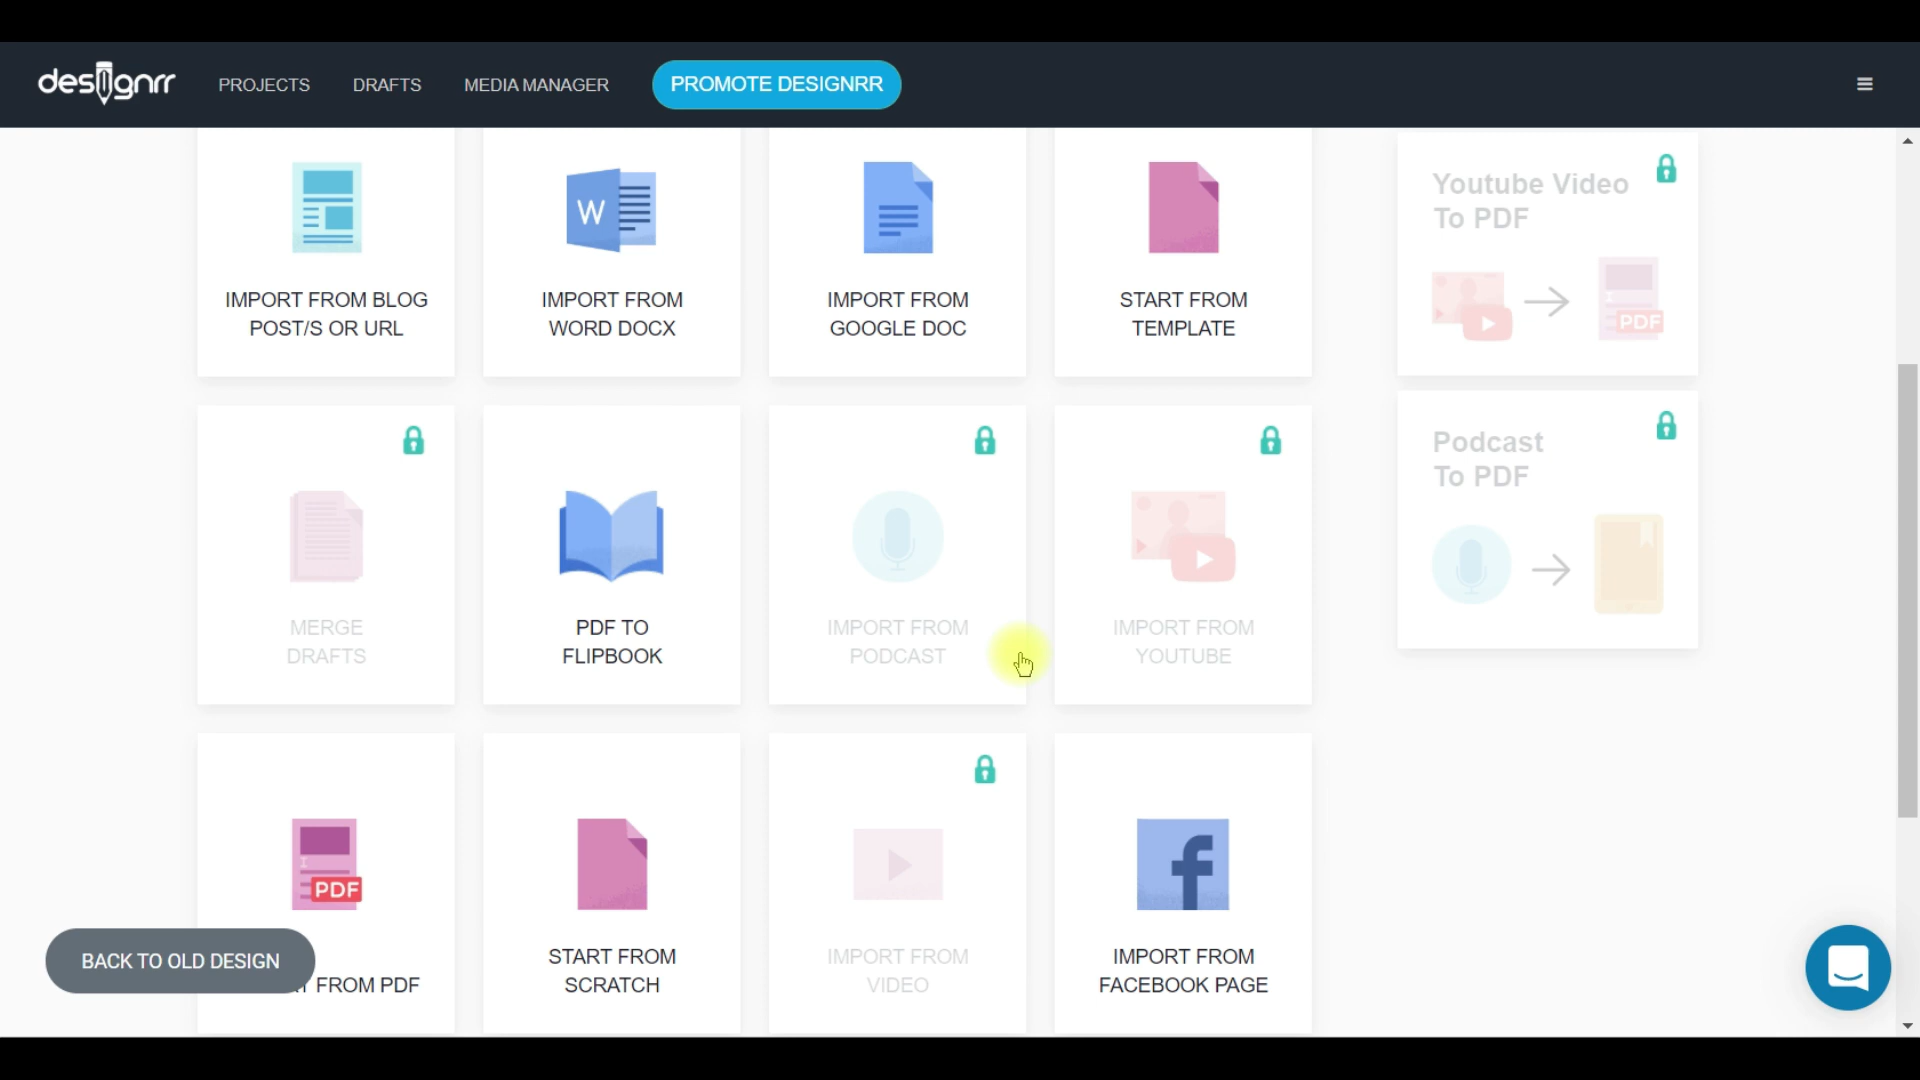 designrr
PROJECTS
DRAFTS
MEDIA MANAGER
PROMOTE DESIGNRR
IMPORT FROM BLOG
POST/S OR URL
W
IMPORT FROM
WORD DOCX
IMPORT FROM
GOOGLE DOC
START FROM
TEMPLATE
Youtube Video
To PDF
PDF
MERGE
DRAFTS
PDF TO
FLIPBOOK
IMPORT FROM
PODCAST
IMPORT FROM
YOUTUBE
Podcast
To PDF
PDF
FROM PDF
START FROM
SCRATCH
IMPORT FROM
VIDEO
f
IMPORT FROM
FACEBOOK PAGE
BACK TO OLD DESIGN